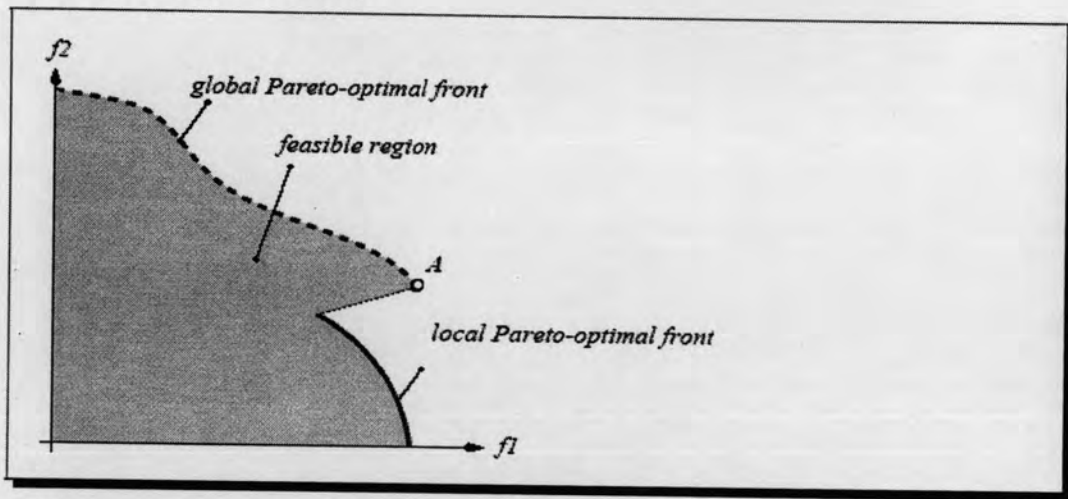 f2
global Pareto-optimal front
feasible region
A
local Pareto-optimal front
f1